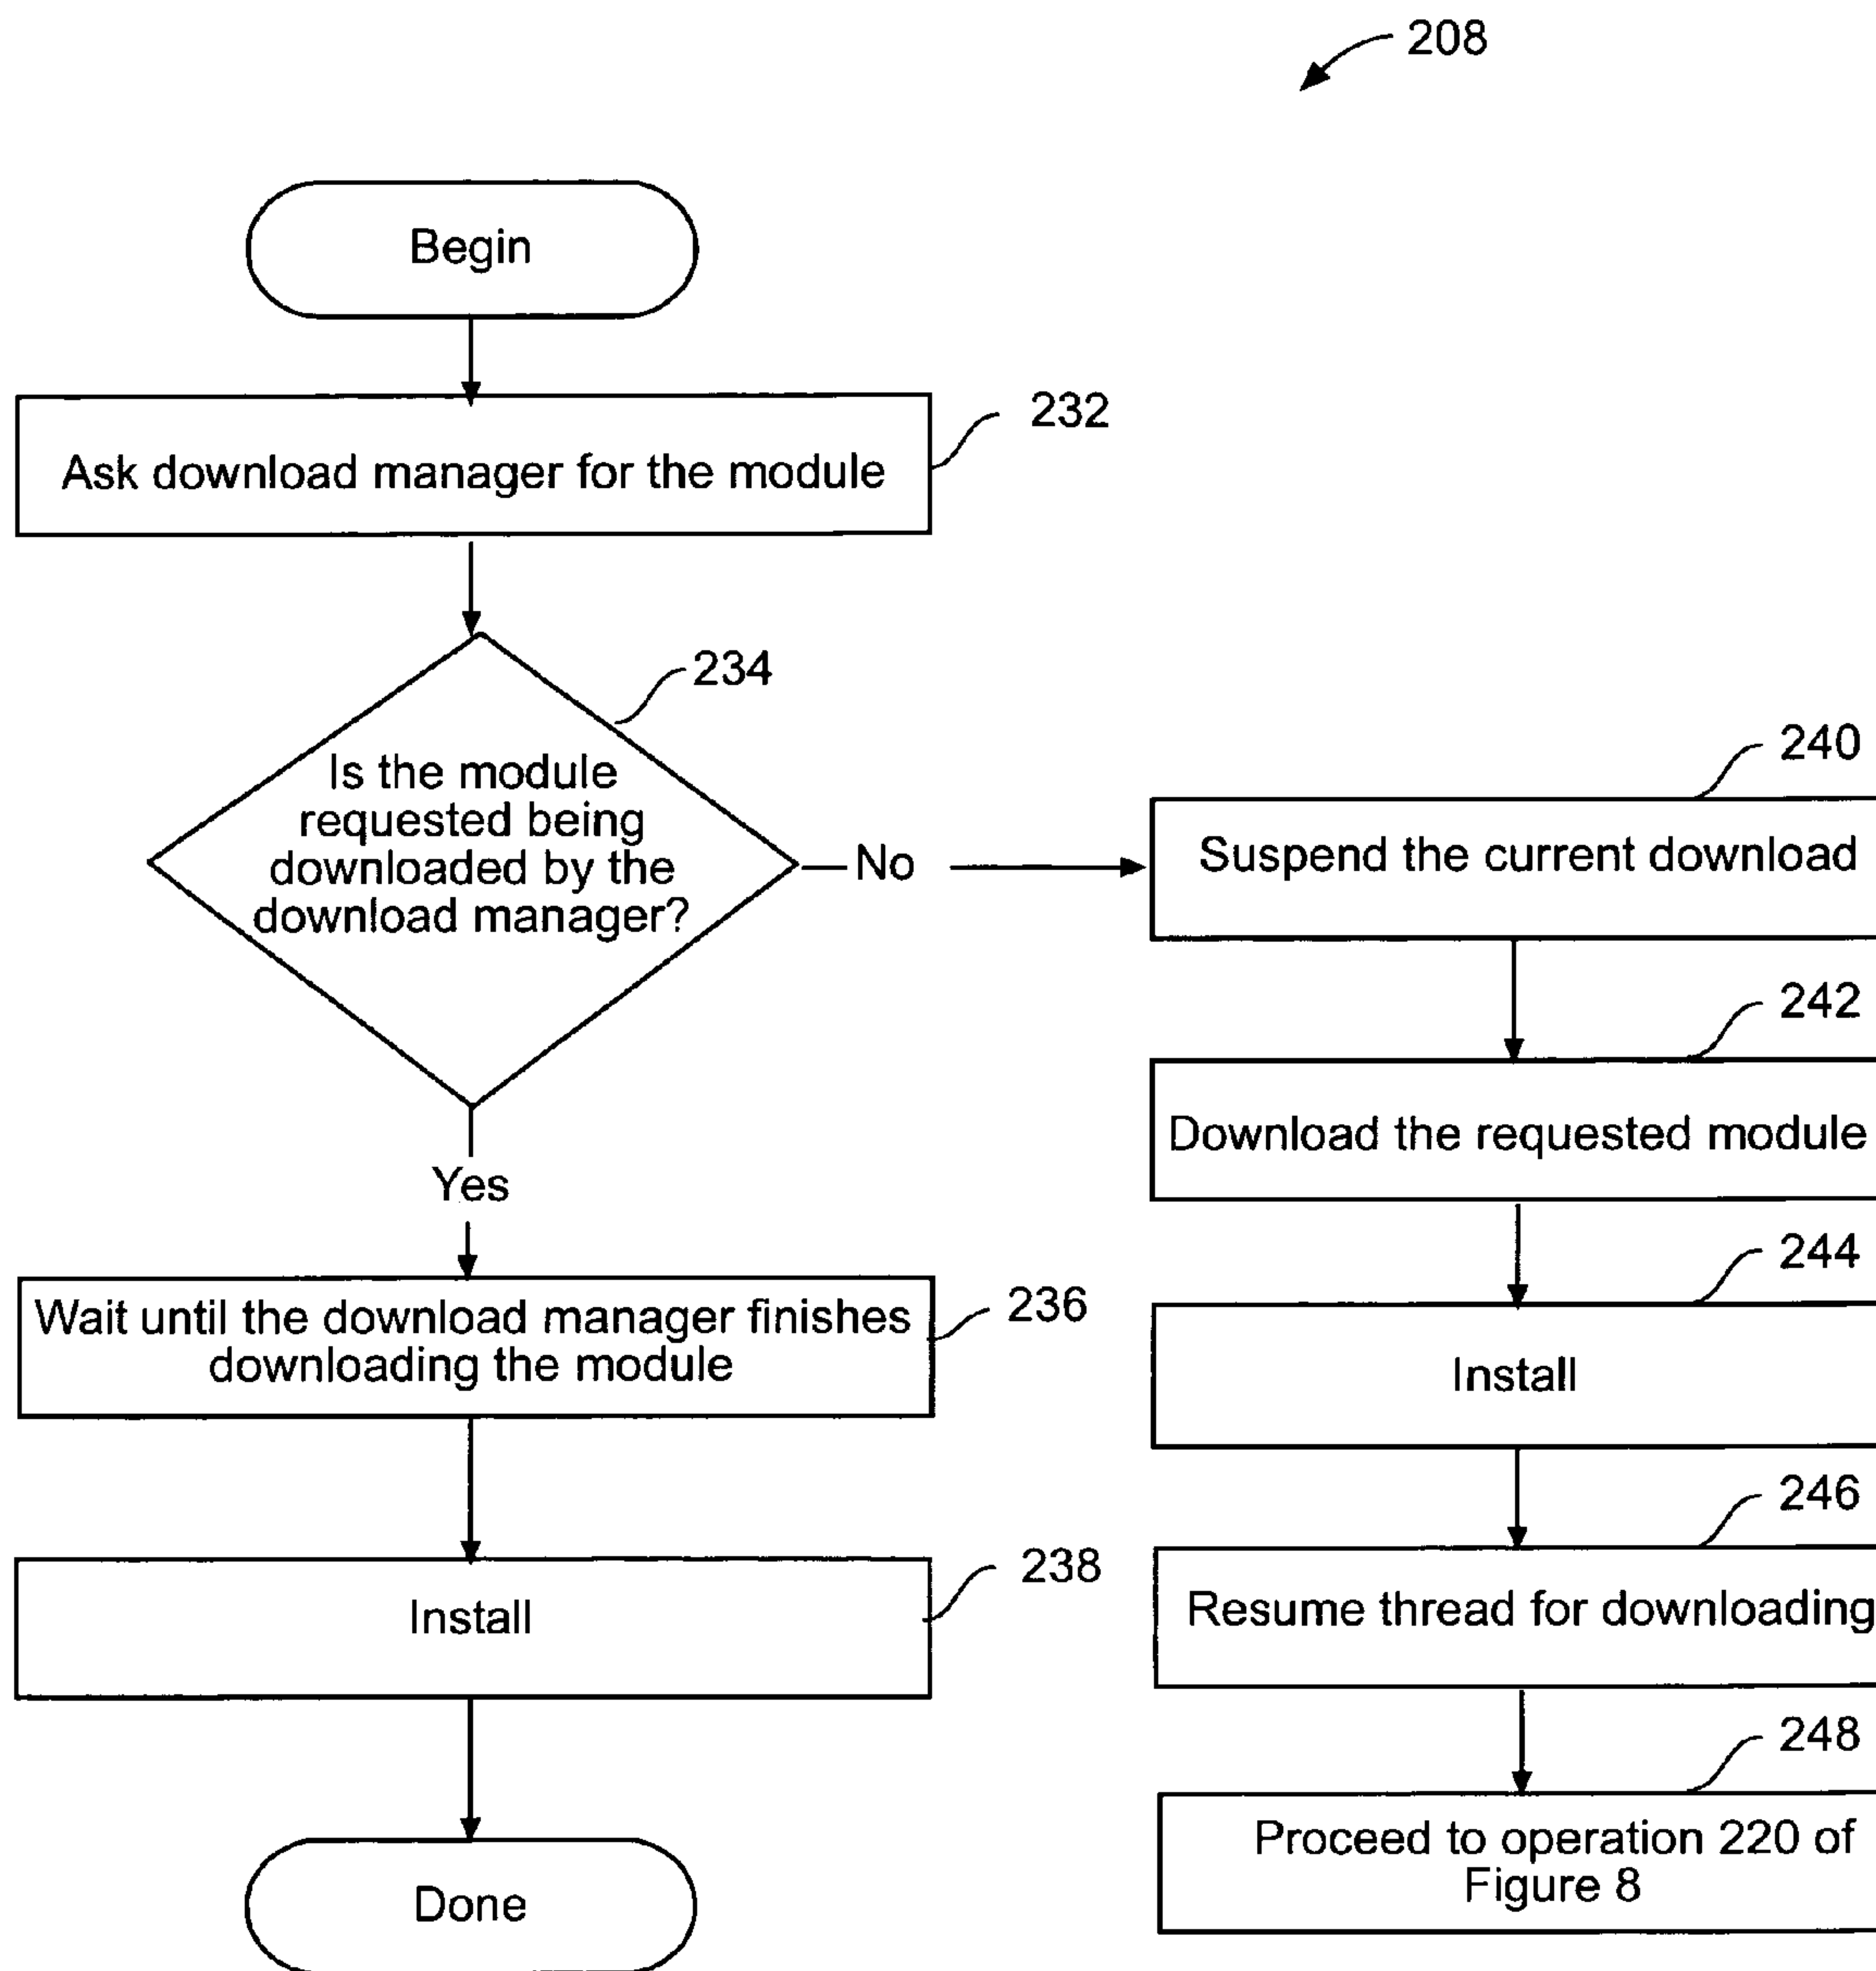 208
Begin
232
Ask download manager for the module
234
Is the module
requested being
downloaded by the
download manager?
No
Yes
236
Wait until the download manager finishes
downloading the module
238
Install
Done
240
Suspend the current download
242
Download the requested module
244
Install
246
Resume thread for downloading
248
Proceed to operation 220 of
Figure 8